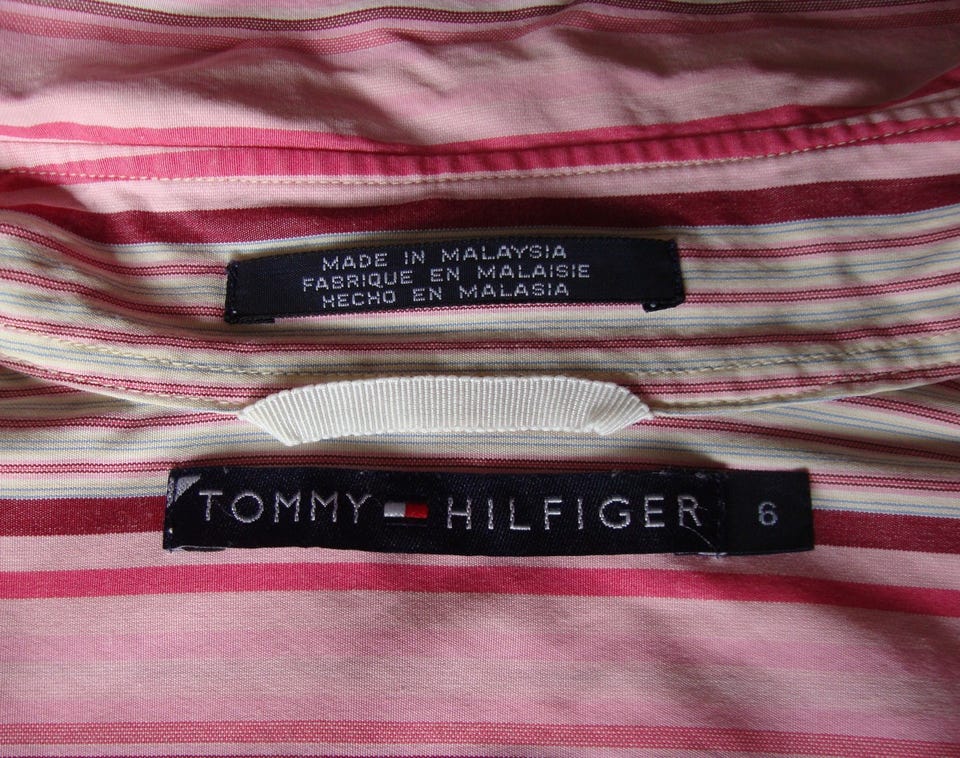 MADE IN MALAYSIA
FABRIQUE EN MALAISIE
HECHO EN MALASIA
TOMMY HILFIGER 6